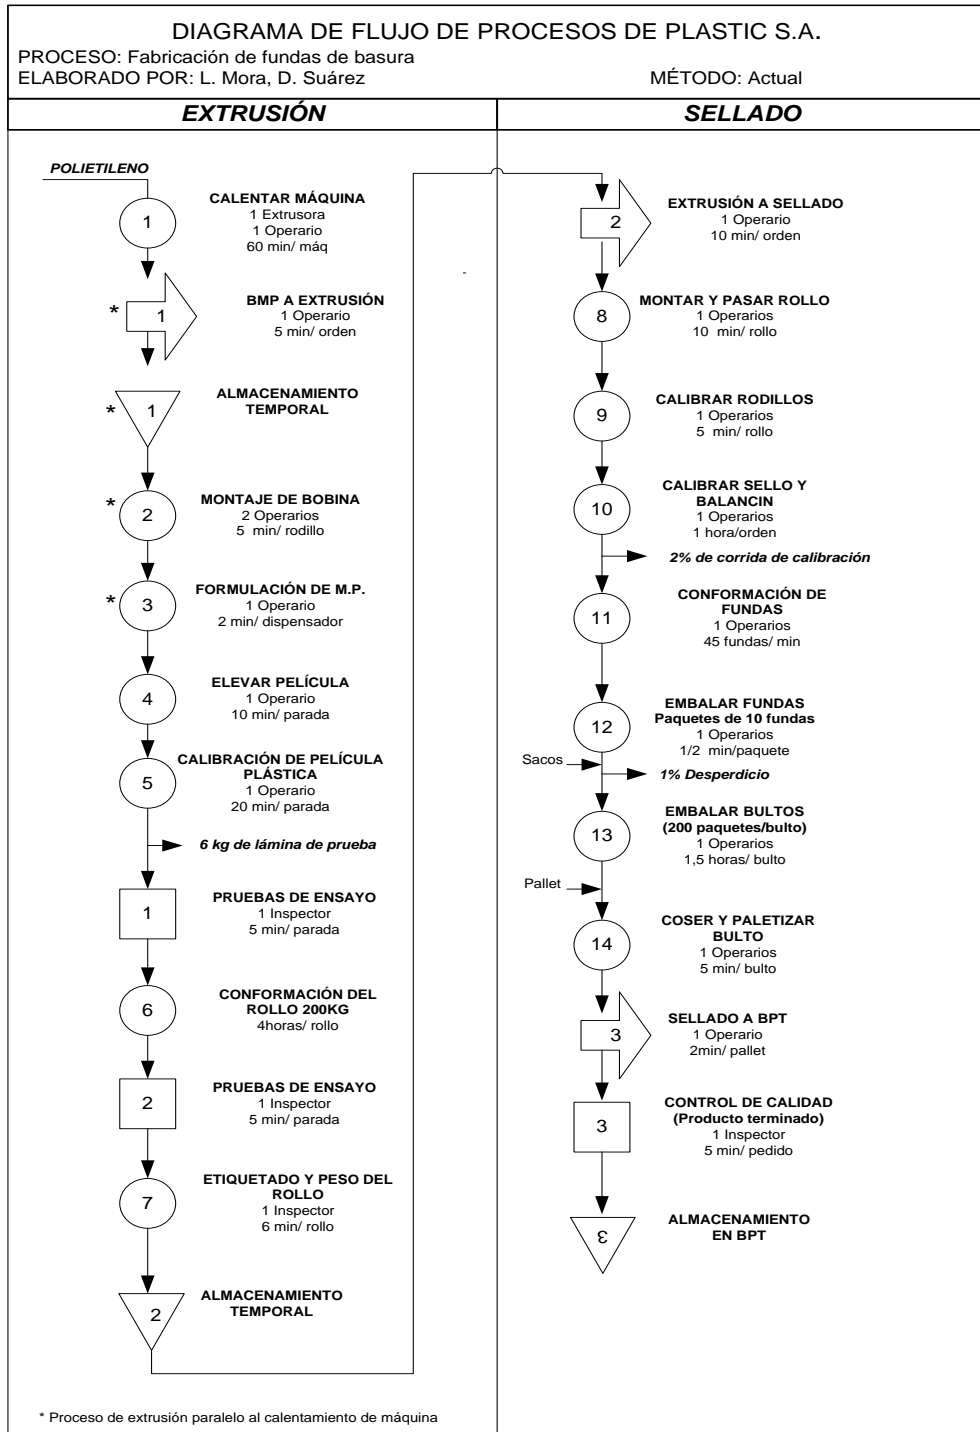 DIAGRAMA DE FLUJO DE PROCESOS DE PLASTIC S.A.
PROCESO: Fabricación de fundas de basura
ELABORADO POR: L. Mora, D. Suárez
MÉTODO: Actual
EXTRUSIÓN
POLIETILENO
1
CALENTAR MÁQUINA
1 Extrusora
1 Operario
60 min/ máq
*
1
BMP A EXTRUSIÓN
1 Operario
5 min/ orden
*
1
ALMACENAMIENTO
TEMPORAL
*
2
MONTAJE DE BOBINA
2 Operarios
5 min/ rodillo
*
3
FORMULACIÓN DE M.P.
1 Operario
2 min/ dispensador
4
ELEVAR PELÍCULA
1 Operario
10 min/ parada
5
CALIBRACIÓN DE PELÍCULA
PLÁSTICA
1 Operario
20 min/ parada
6 kg de lámina de prueba
1
PRUEBAS DE ENSAYO
1 Inspector
5 min/ parada
6
CONFORMACIÓN DEL
ROLLO 200KG
4horas/ rollo
2
PRUEBAS DE ENSAYO
1 Inspector
5 min/ parada
7
ETIQUETADO Y PESO DEL
ROLLO
1 Inspector
6 min/ rollo
2
ALMACENAMIENTO
TEMPORAL
* Proceso de extrusión paralelo al calentamiento de máquina
SELLADO
2
EXTRUSIÓN A SELLADO
1 Operario
10 min/ orden
8
MONTAR Y PASAR ROLLO
1 Operarios
10 min/ rollo
9
CALIBRAR RODILLOS
1 Operarios
5 min/ rollo
10
CALIBRAR SELLO Y
BALANCIN
1 Operarios
1 hora/orden
2% de corrida de calibración
11
CONFORMACIÓN DE
FUNDAS
1 Operarios
45 fundas/ min
12
EMBALAR FUNDAS
Paquetes de 10 fundas
1 Operarios
1/2 min/paquete
Sacos
1% Desperdicio
13
EMBALAR BULTOS
(200 paquetes/bulto)
1 Operarios
1,5 horas/ bulto
Pallet
14
COSER Y PALETIZAR
BULTO
1 Operarios
5 min/ bulto
3
SELLADO A BPT
1 Operario
2min/ pallet
3
CONTROL DE CALIDAD
(Producto terminado)
1 Inspector
5 min/ pedido
3
ALMACENAMIENTO
EN BPT